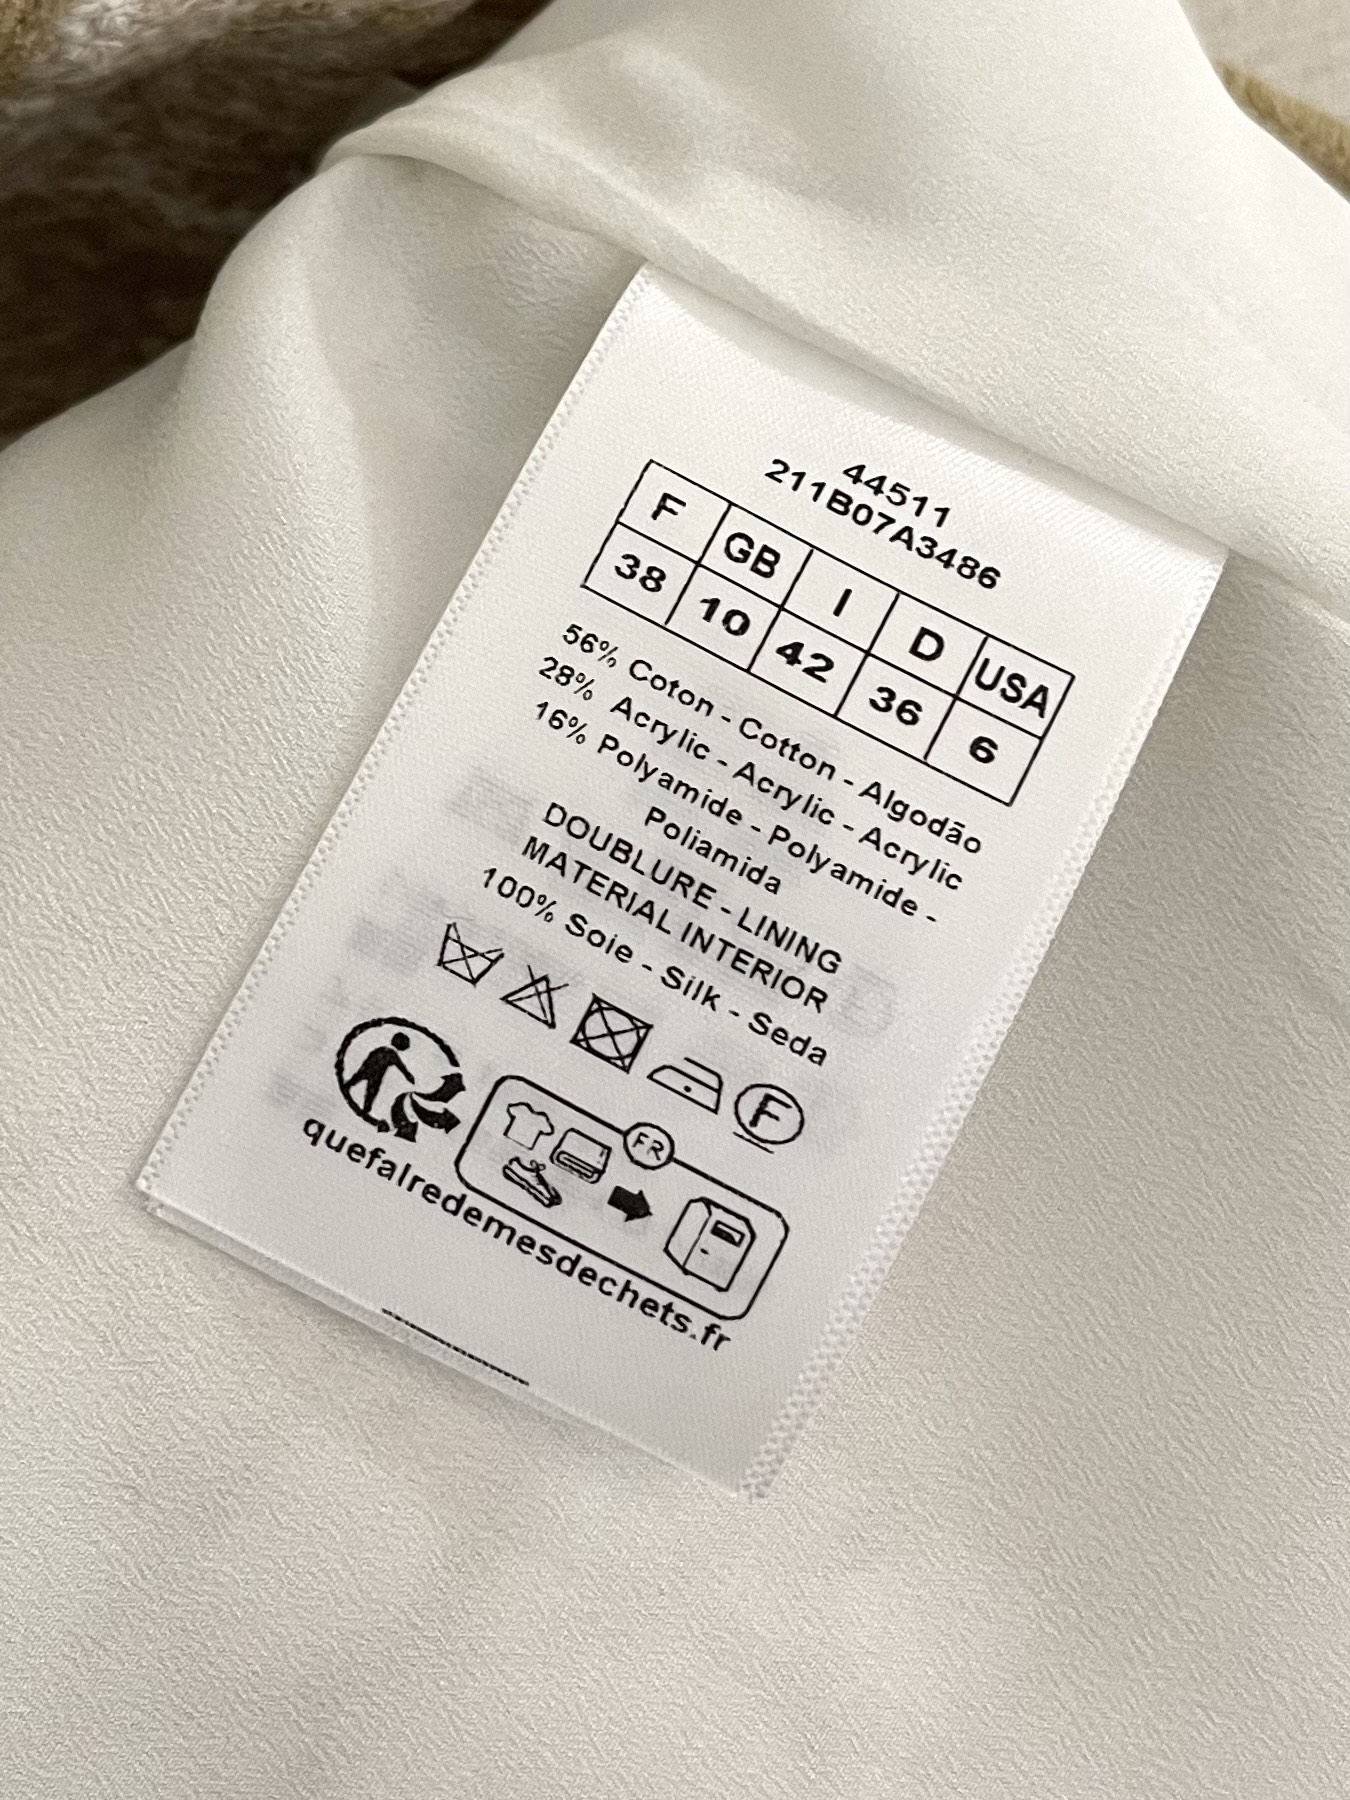 44511
211B07A3486
F GB I D USA
38 10 42 36 6
56% Coton - Cotton - Algodão
28% Acrylic - Acrylic - Acrylic
16% Polyamide - Polyamide -
Poliamida
DOUBLURE - LINING
MATERIAL INTERIOR
100% Soie - Silk - Seda
F
FR
quefairedemesdechets.fr